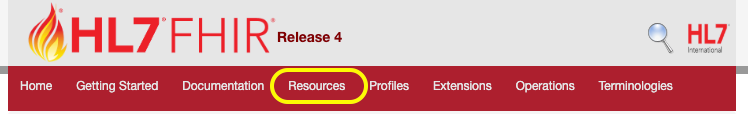 HL7® FHIR® Release 4
HL7®
International
Home Getting Started Documentation Resources Profiles Extensions Operations Terminologies